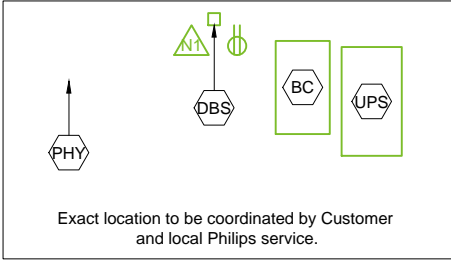 N1
DBS
BC
UPS
PHY
Exact location to be coordinated by Customer
and local Philips service.